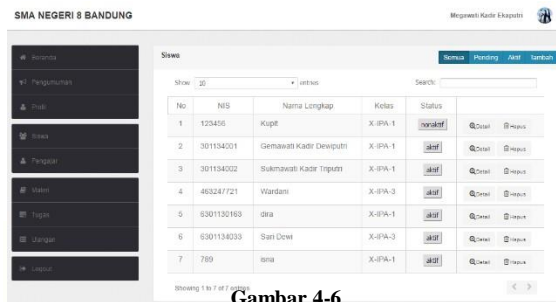 SMA NEGERI 8 BANDUNG
Megawati Kadir Ekaputri
Beranda
Pengumuman
Profil
Siswa
Pengajar
Materi
Tugas
Ujian
Logout
Siswa
Semua Pending Aktif Tambah
Show 20 entries
Search:
No NIS Nama Lengkap Kelas Status
1 123456 Kupit X-IPA-1 nonaktif Detail Hapus
2 301134001 Gemawati Kadir Dewiputri X-IPA-1 aktif Detail Hapus
3 301134002 Sukmawati Kadir Triputri X-IPA-1 aktif Detail Hapus
4 463247721 Wardani X-IPA-3 aktif Detail Hapus
5 6301130163 dira X-IPA-1 aktif Detail Hapus
6 6301134033 Sari Dewi X-IPA-3 aktif Detail Hapus
7 789 isna X-IPA-1 aktif Detail Hapus
Showing 1 to 7 of 7 entries
Gambar 4-6